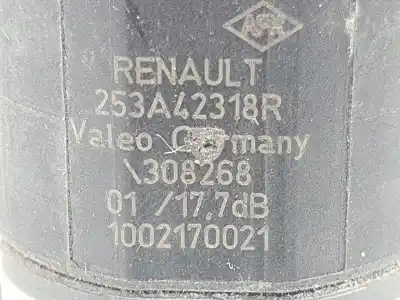 RENAULT
253A42318R
Valeo Germany
\308268
01 /17,7dB
1002170021